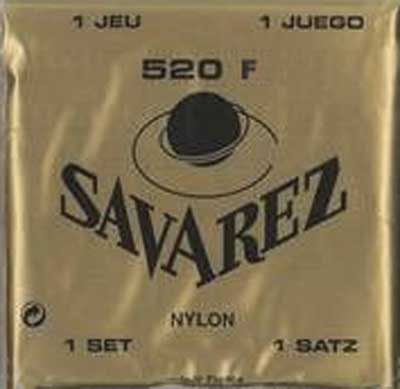 1 JEU 1 JUEGO
520 F
SAVAREZ
NYLON
1 SET 1 SATZ